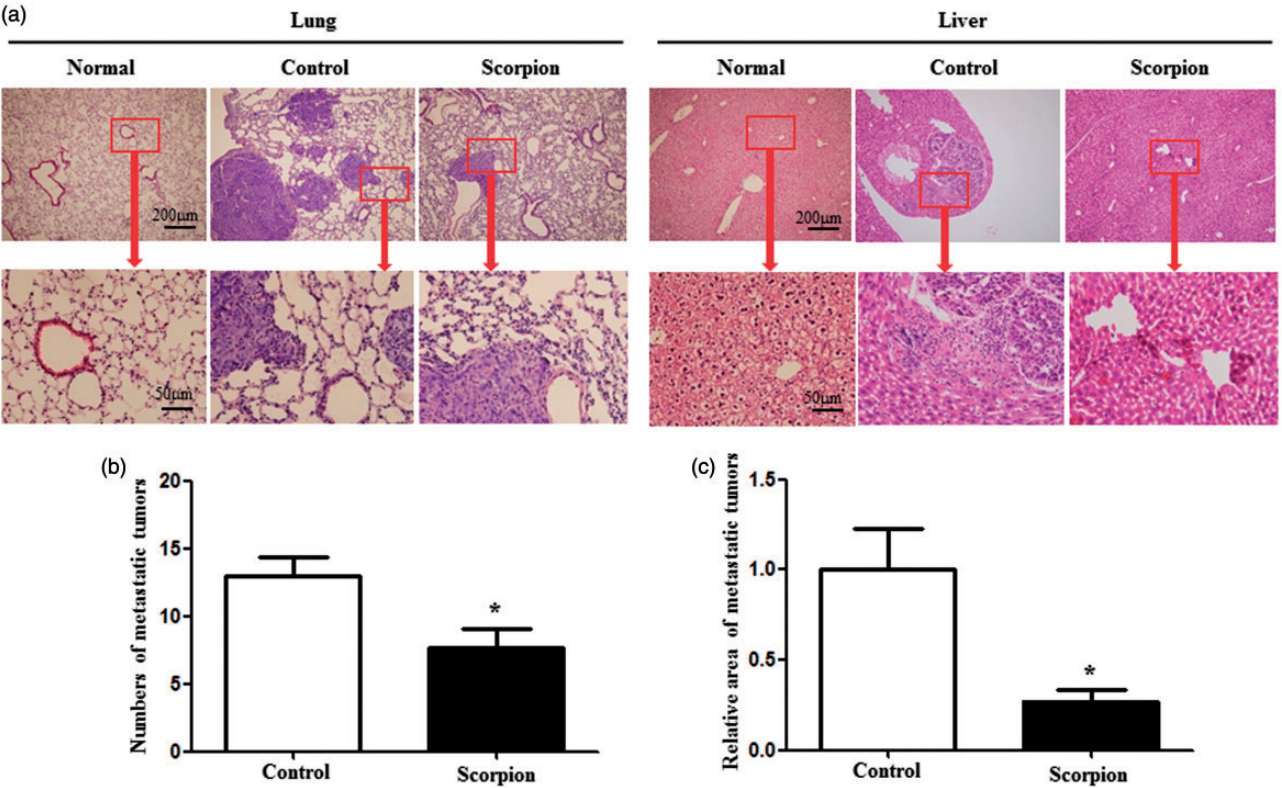 (a)
Lung
Liver
Normal Control Scorpion
Normal Control Scorpion
200μm
200μm
50μm
50μm
(b)
Numbers of metastatic tumors
20
15
10
5
0
*
Control Scorpion
(c)
Relative area of metastatic tumors
1.5
1.0
0.5
0.0
*
Control Scorpion